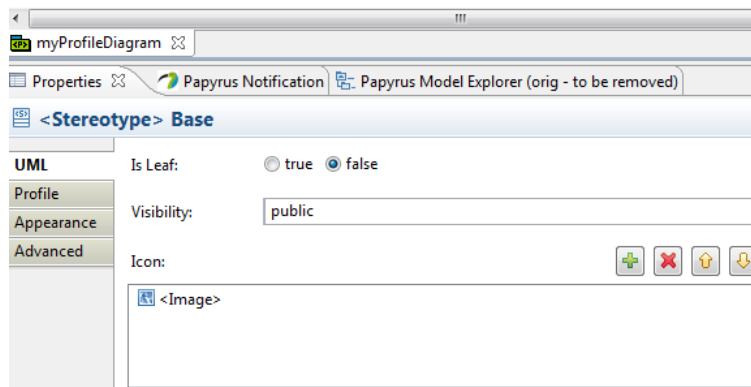 myProfileDiagram
Properties Papyrus Notification Papyrus Model Explorer (orig - to be removed)
<Stereotype> Base
UML Is Leaf: true false
Profile
Visibility: public
Appearance
Advanced
Icon:
<Image>